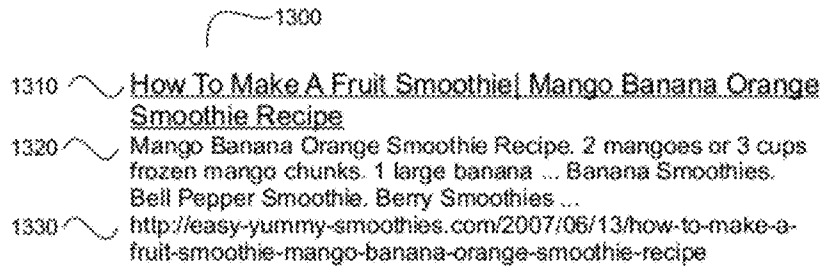 1300
1310 How To Make A Fruit Smoothie| Mango Banana Orange
Smoothie Recipe
1320 Mango Banana Orange Smoothie Recipe. 2 mangoes or 3 cups
frozen mango chunks. 1 large banana ... Banana Smoothies.
Bell Pepper Smoothie. Berry Smoothies ...
1330 http://easy-yummy-smoothies.com/2007/06/13/how-to-make-a-
fruit-smoothie-mango-banana-orange-smoothie-recipe